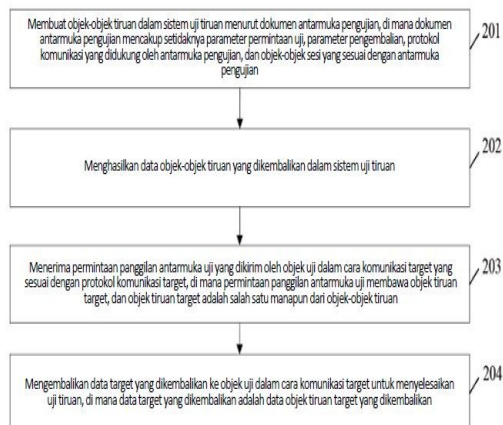 Membuat objek-objek tiruan dalam sistem uji tiruan menurut dokumen antarmuka pengujian, di mana dokumen
antarmuka pengujian mencakup setidaknya parameter permintaan uji, parameter pengembalian, protokol
komunikasi yang didukung oleh antarmuka pengujian, dan objek-objek sesi yang sesuai dengan antarmuka
pengujian
201
Menghasilkan data objek-objek tiruan yang dikembalikan dalam sistem uji tiruan
202
Menerima permintaan panggilan antarmuka uji yang dikirim oleh objek uji dalam cara komunikasi target yang
sesuai dengan protokol komunikasi target, di mana permintaan panggilan antarmuka uji membawa objek tiruan
target, dan objek tiruan target adalah salah satu manapun dari objek-objek tiruan
203
Mengembalikan data target yang dikembalikan ke objek uji dalam cara komunikasi target untuk menyelesaikan
uji tiruan, di mana data target yang dikembalikan adalah data objek tiruan target yang dikembalikan
204